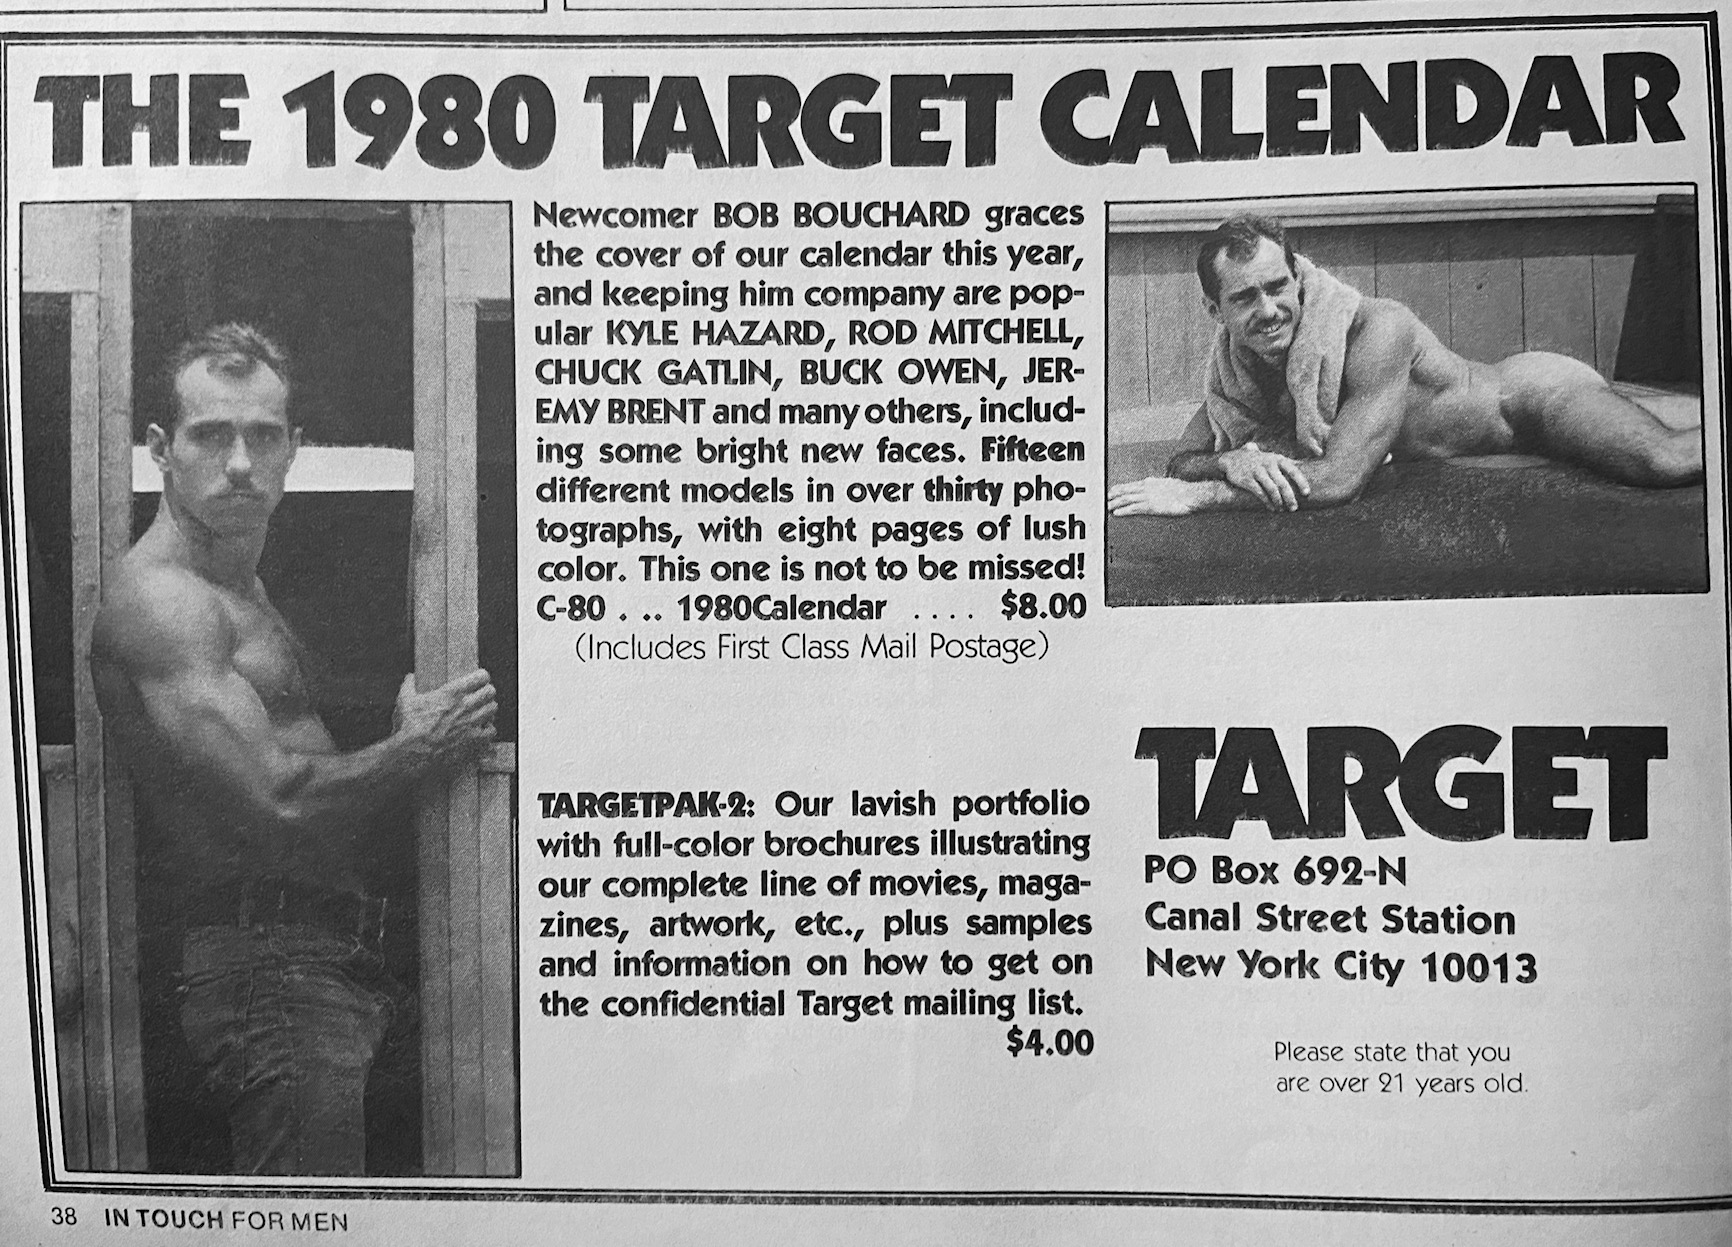 THE 1980 TARGET CALENDAR
Newcomer BOB BOUCHARD graces
the cover of our calendar this year,
and keeping him company are pop-
ular KYLE HAZARD, ROD MITCHELL,
CHUCK GATLIN, BUCK OWEN, JER-
EMY BRENT and many others, includ-
ing some bright new faces. Fifteen
different models in over thirty pho-
tographs, with eight pages of lush
color. This one is not to be missed!
C-80 . .. 1980Calendar .... $8.00
(Includes First Class Mail Postage)
TARGETPAK-2: Our lavish portfolio
with full-color brochures illustrating
our complete line of movies, maga-
zines, artwork, etc., plus samples
and information on how to get on
the confidential Target mailing list.
$4.00
TARGET
PO Box 692-N
Canal Street Station
New York City 10013
Please state that you
are over 21 years old.
38 IN TOUCH FOR MEN